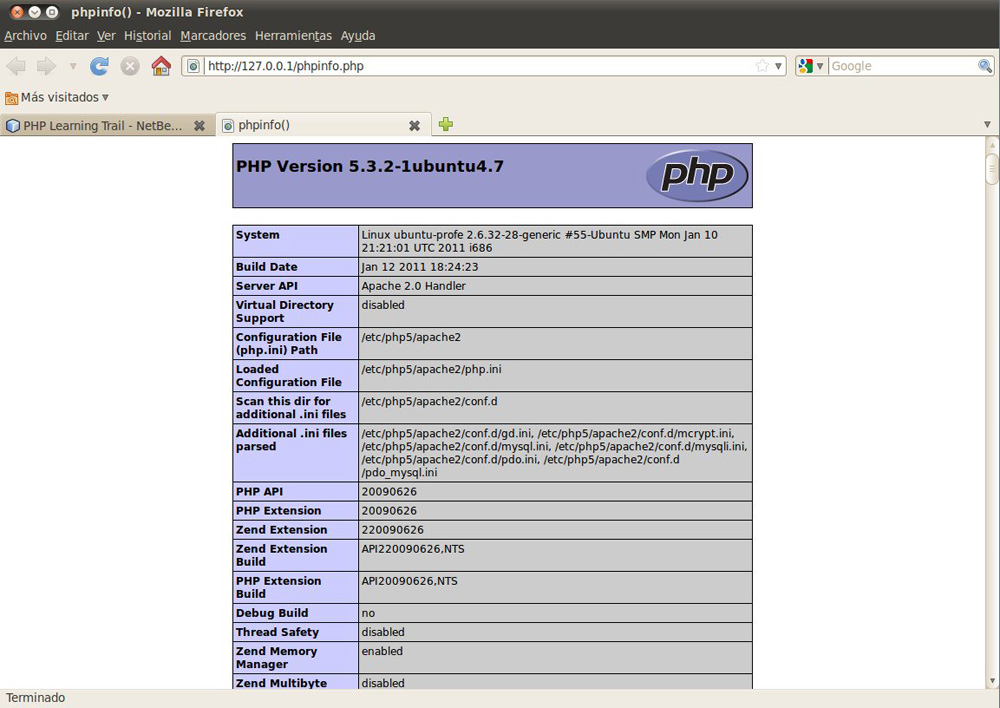 phpinfo() - Mozilla Firefox
Archivo Editar Ver Historial Marcadores Herramientas Ayuda
http://127.0.0.1/phpinfo.php
Google
Más visitados
PHP Learning Trail - NetBe...
phpinfo()
PHP Version 5.3.2-1ubuntu4.7
php
System
Linux ubuntu-profe 2.6.32-28-generic #55-Ubuntu SMP Mon Jan 10
21:21:01 UTC 2011 i686
Build Date
Jan 12 2011 18:24:23
Server API
Apache 2.0 Handler
Virtual Directory
Support
disabled
Configuration File
(php.ini) Path
/etc/php5/apache2
Loaded
Configuration File
/etc/php5/apache2/php.ini
Scan this dir for
additional .ini files
/etc/php5/apache2/conf.d
Additional .ini files
parsed
/etc/php5/apache2/conf.d/gd.ini, /etc/php5/apache2/conf.d/mcrypt.ini,
/etc/php5/apache2/conf.d/mysql.ini, /etc/php5/apache2/conf.d/mysqli.ini,
/etc/php5/apache2/conf.d/pdo.ini, /etc/php5/apache2/conf.d
/pdo_mysql.ini
PHP API
20090626
PHP Extension
20090626
Zend Extension
220090626
Zend Extension
Build
API220090626,NTS
PHP Extension
Build
API20090626,NTS
Debug Build
no
Thread Safety
disabled
Zend Memory
Manager
enabled
Zend Multibyte
disabled
Terminado